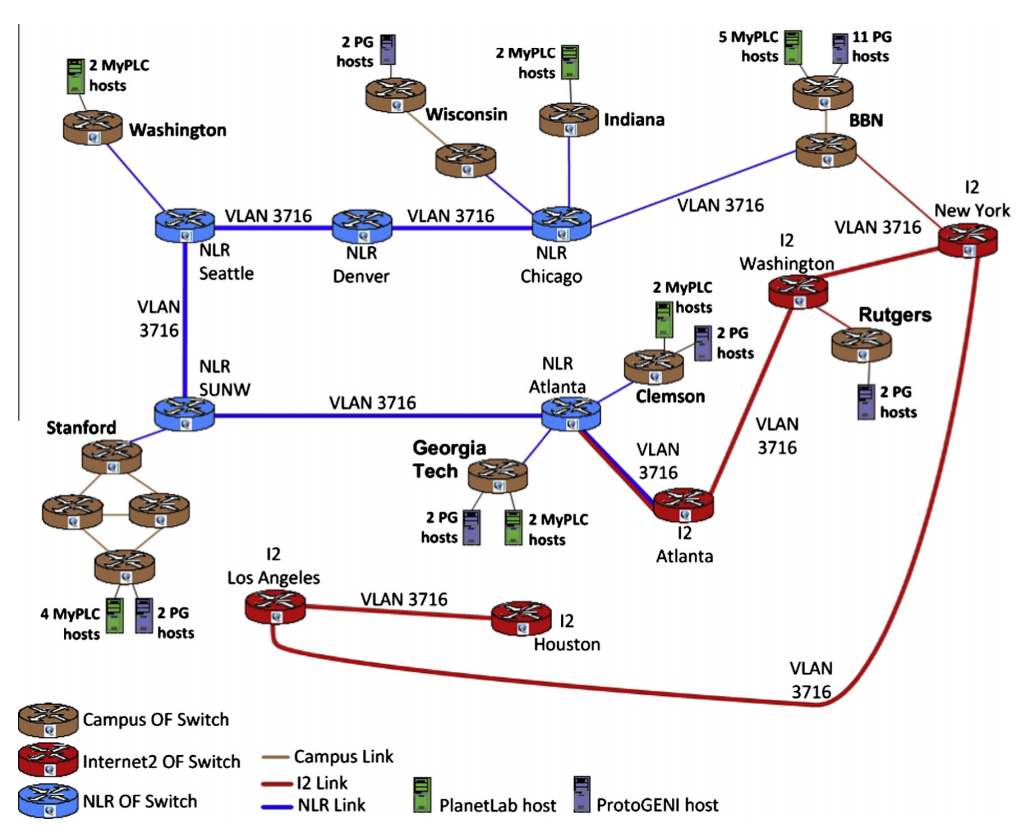 2 MyPLC
hosts
Washington
2 PG
hosts
Wisconsin
2 MyPLC
hosts
Indiana
5 MyPLC
hosts
11 PG
hosts
BBN
I2
New York
VLAN 3716
NLR
Seattle
VLAN 3716
NLR
Denver
VLAN 3716
NLR
Chicago
VLAN 3716
I2
Washington
VLAN
3716
2 MyPLC
hosts
2 PG
hosts
Clemson
Rutgers
2 PG
hosts
NLR
SUNW
VLAN 3716
NLR
Atlanta
VLAN
3716
VLAN
3716
Stanford
Georgia
Tech
2 PG
hosts
2 MyPLC
hosts
I2
Atlanta
4 MyPLC
hosts
2 PG
hosts
I2
Los Angeles
VLAN 3716
I2
Houston
VLAN
3716
Campus OF Switch
Internet2 OF Switch
NLR OF Switch
Campus Link
I2 Link
NLR Link
PlanetLab host
ProtoGENI host